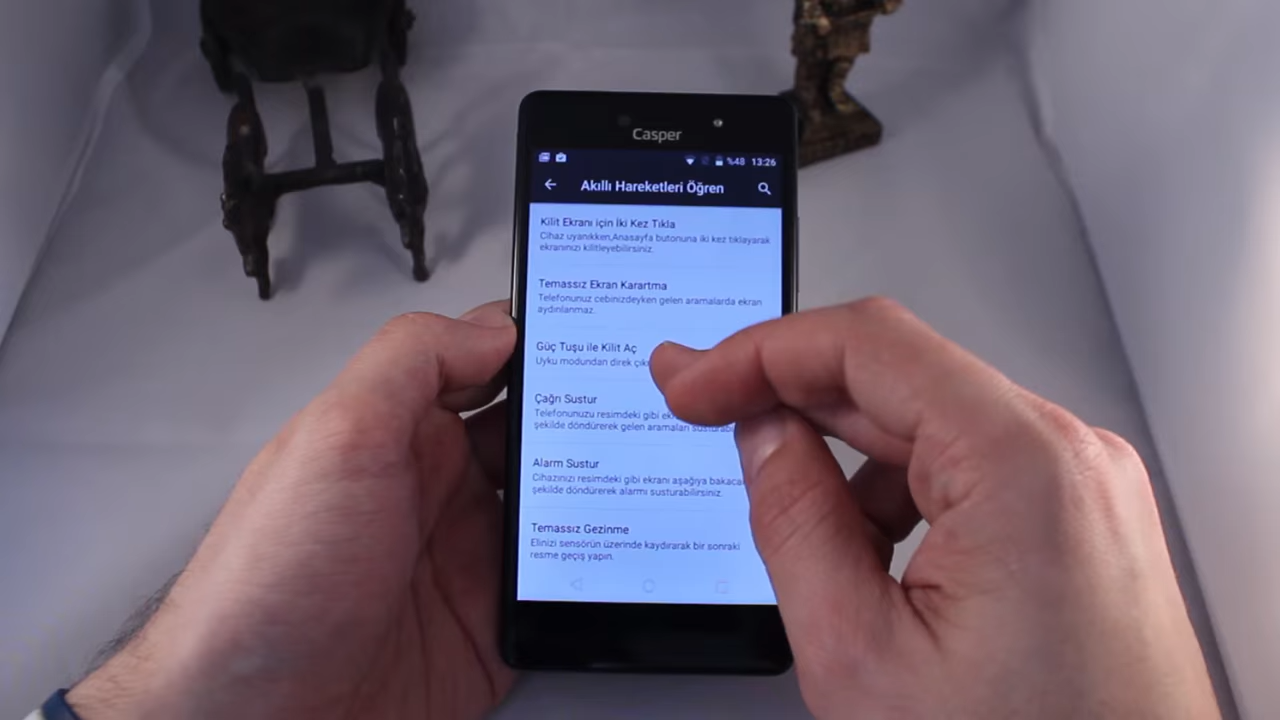 Casper
%48 13:26
Akıllı Hareketleri Öğren
Kilit Ekranı için İki Kez Tıkla
Cihaz uyanıkken,Anasayfa butonuna iki kez tıklayarak
ekranınızı kilitleyebilirsiniz.
Temassız Ekran Karartma
Telefonunuz cebinizdeyken gelen aramalarda ekran
aydınlanmaz.
Güç Tuşu ile Kilit Aç
Uyku modundan direk
Çağrı Sustur
Telefonunuzu resimdeki gibi
şekilde döndürerek gelen aramaları
Alarm Sustur
Cihazınızı resimdeki gibi ekranı aşağıya
şekilde döndürerek alarmı susturabilirsiniz.
Temassız Gezinme
Elinizi sensörün üzerinde kaydırarak bir sonraki
resme geçiş yapın.